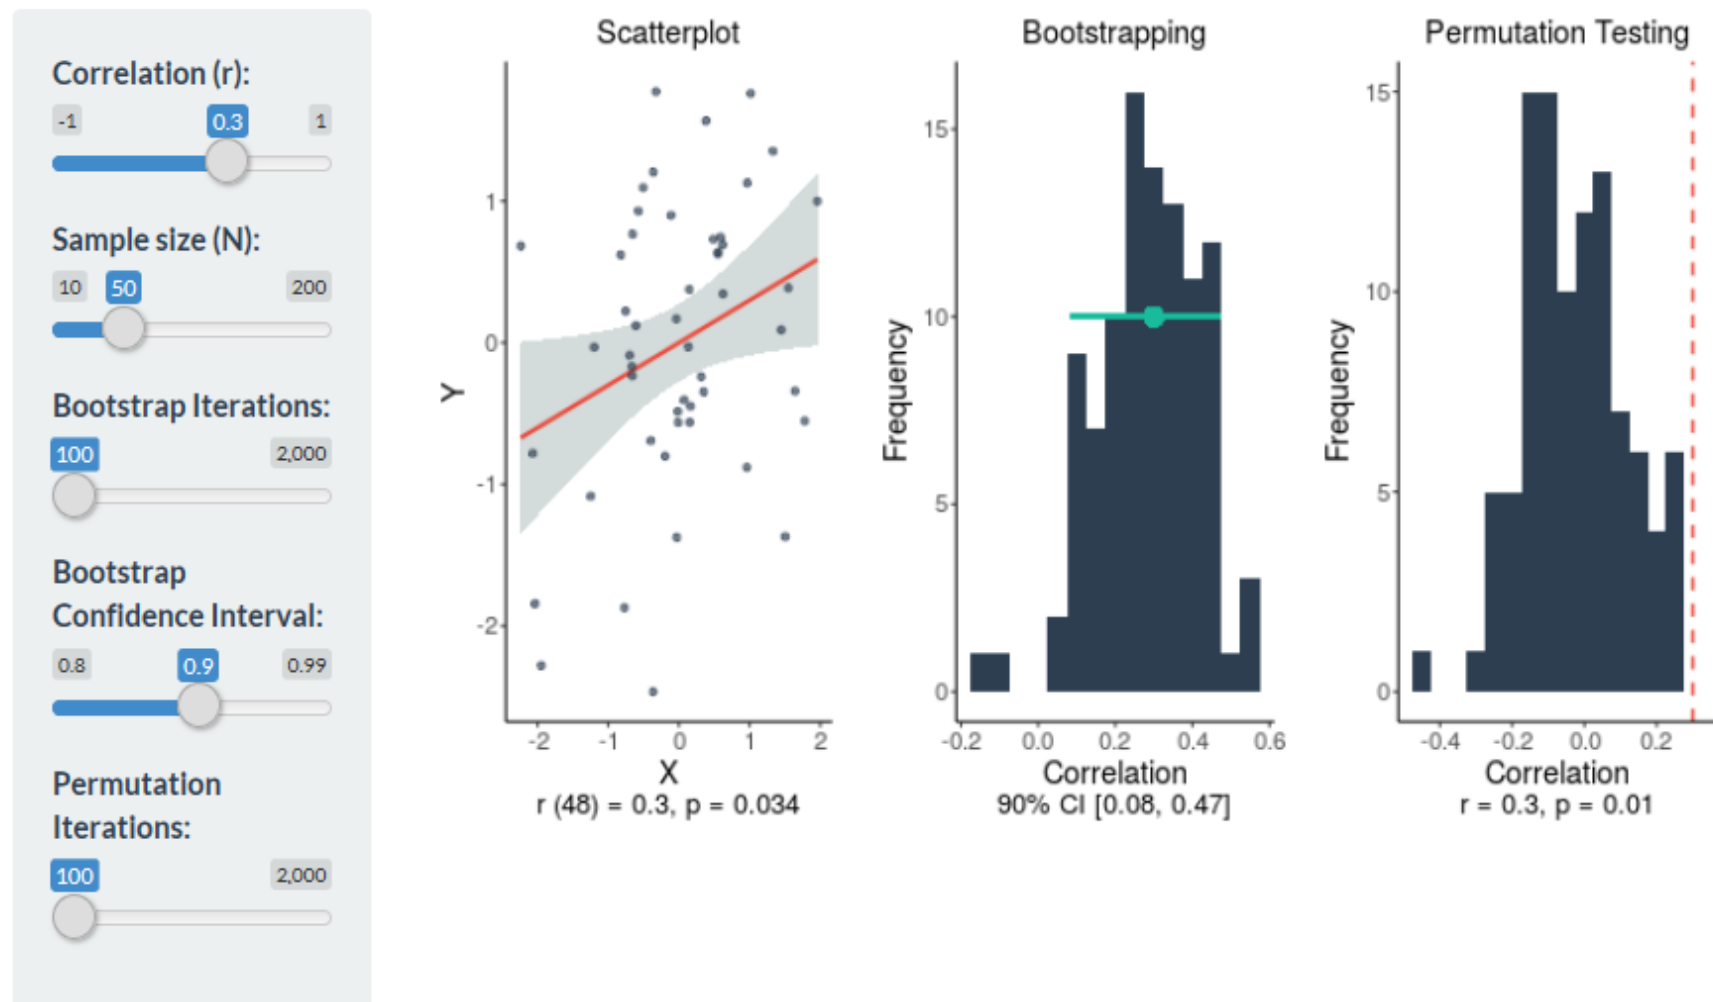 Correlation (r):
-1 0.3 1
Sample size (N):
10 50 200
Bootstrap Iterations:
100 2,000
Bootstrap
Confidence Interval:
0.8 0.9 0.99
Permutation
Iterations:
100 2,000
Scatterplot
Y
1
0
-1
-2
-2 -1 0 1 2
X
r (48) = 0.3, p = 0.034
Bootstrapping
Frequency
15
10
5
0
-0.2 0.0 0.2 0.4 0.6
Correlation
90% CI [0.08, 0.47]
Permutation Testing
Frequency
15
10
5
0
-0.4 -0.2 0.0 0.2
Correlation
r = 0.3, p = 0.01